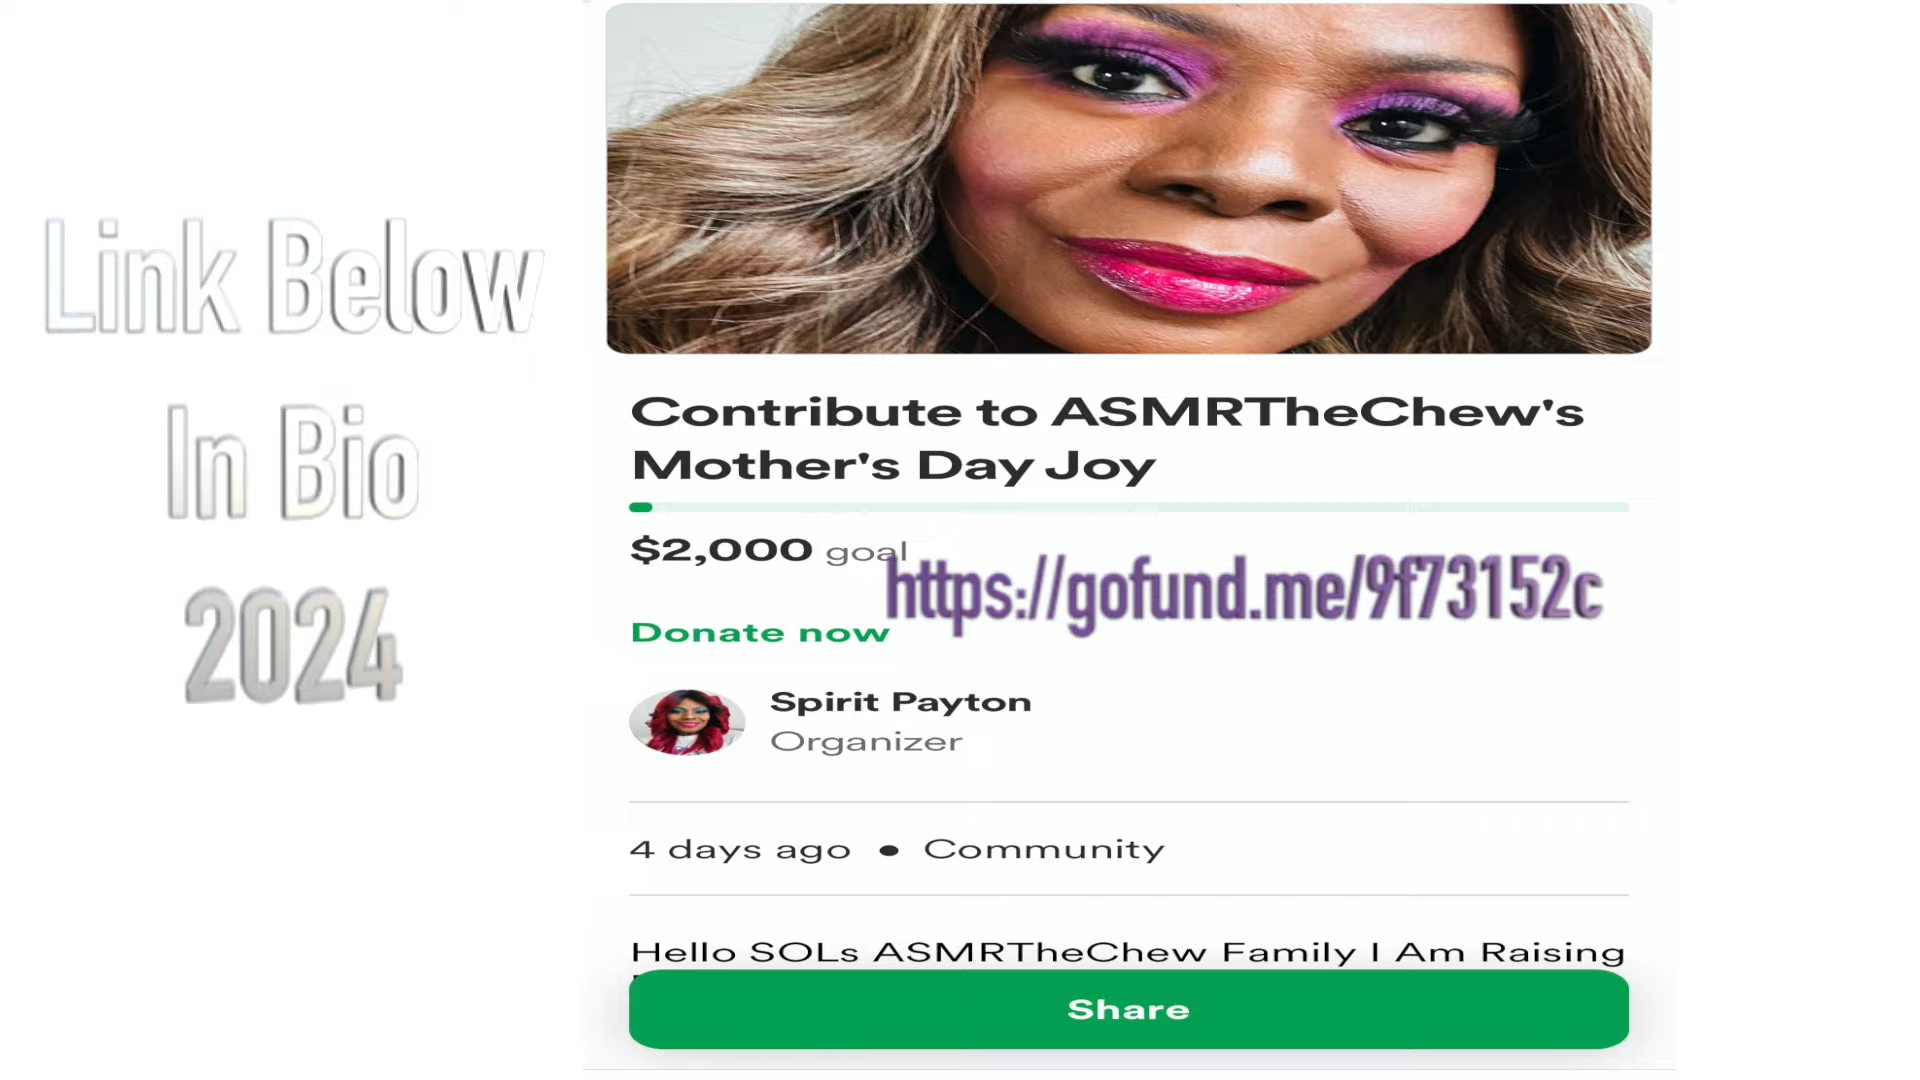 Link Below
In Bio
2024
Contribute to ASMRTheChew's
Mother's Day Joy
$2,000 goal
https://gofund.me/9f73152c
Donate now
Spirit Payton
Organizer
4 days ago • Community
Hello SOLs ASMRTheChew Family I Am Raising
Share